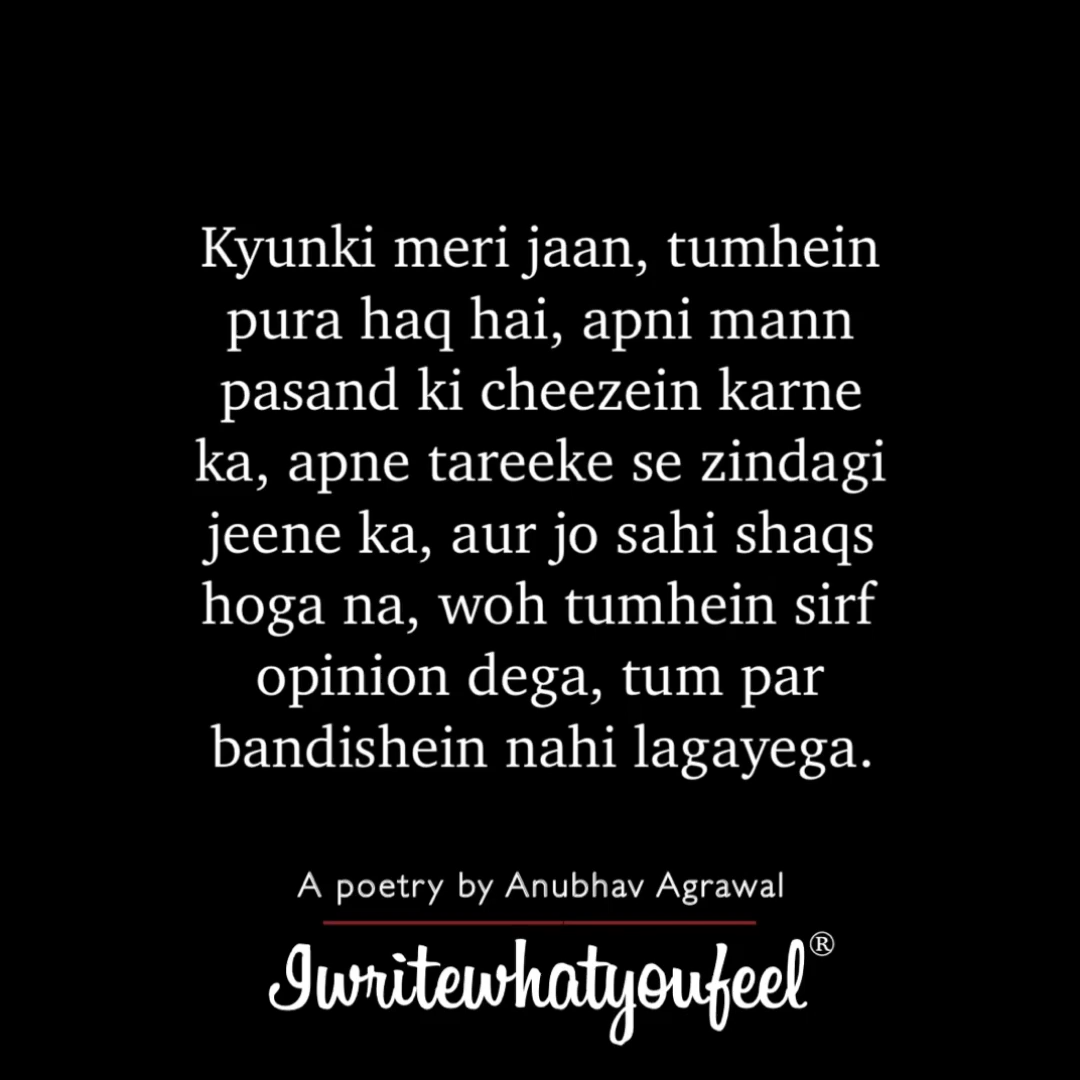 Kyunki meri jaan, tumhein
pura haq hai, apni mann
pasand ki cheezein karne
ka, apne tareeke se zindagi
jeene ka, aur jo sahi shaqs
hoga na, woh tumhein sirf
opinion dega, tum par
bandishein nahi lagayega.
A poetry by Anubhav Agrawal
Iwritewhatyoufeel®